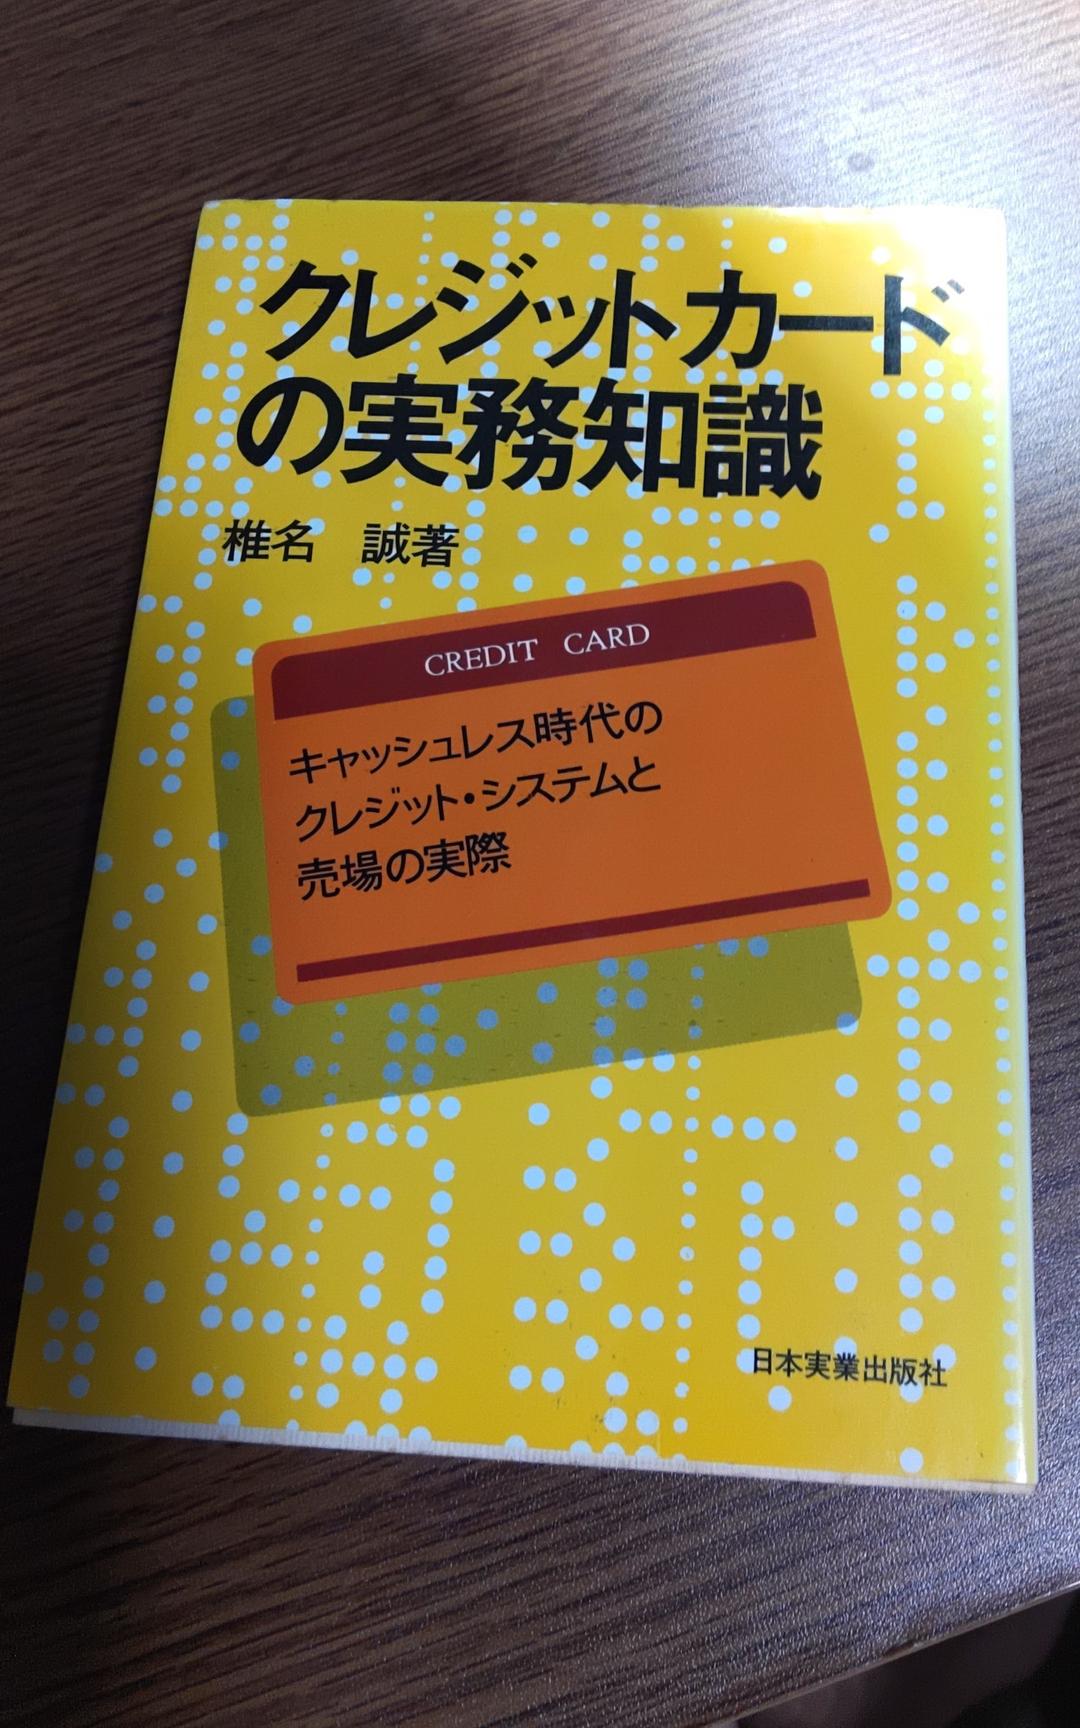 クレジットカード
の実務知識
椎名　誠著
CREDIT CARD
キャッシュレス時代の
クレジット・システムと
売場の実際
日本実業出版社